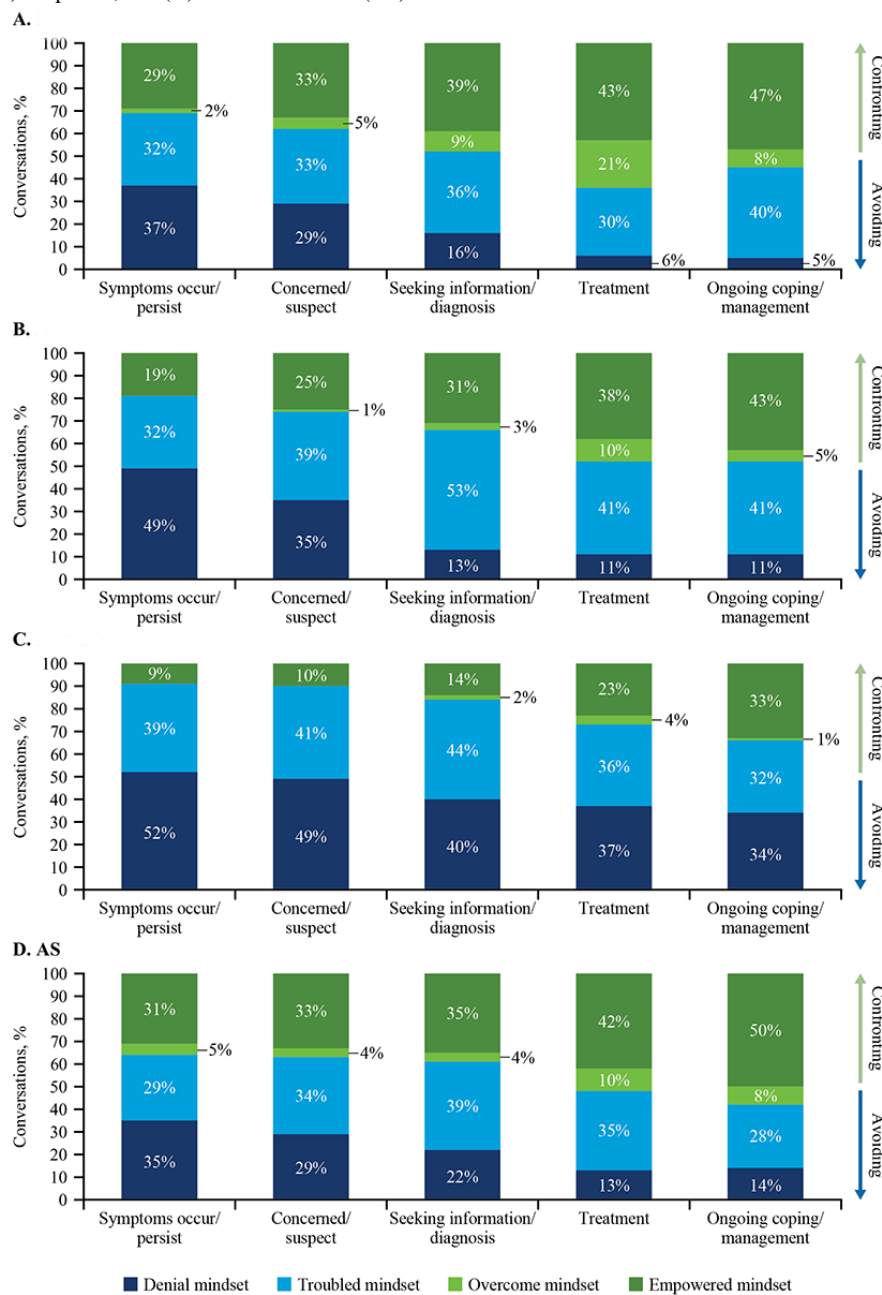 A.
Conversations, %
100
90
80
70
60
50
40
30
20
10
0
29%
2%
32%
37%
33%
5%
33%
29%
39%
9%
36%
16%
43%
21%
30%
6%
47%
8%
40%
5%
Confronting
Avoiding
Symptoms occur/
persist
Concerned/
suspect
Seeking information/
diagnosis
Treatment
Ongoing coping/
management
B.
Conversations, %
100
90
80
70
60
50
40
30
20
10
0
19%
32%
49%
25%
1%
39%
35%
31%
3%
53%
13%
38%
10%
41%
11%
43%
5%
41%
11%
Confronting
Avoiding
Symptoms occur/
persist
Concerned/
suspect
Seeking information/
diagnosis
Treatment
Ongoing coping/
management
C.
Conversations, %
100
90
80
70
60
50
40
30
20
10
0
9%
39%
52%
10%
41%
49%
14%
2%
44%
40%
23%
4%
36%
37%
33%
1%
32%
34%
Confronting
Avoiding
Symptoms occur/
persist
Concerned/
suspect
Seeking information/
diagnosis
Treatment
Ongoing coping/
management
D. AS
Conversations, %
100
90
80
70
60
50
40
30
20
10
0
31%
5%
29%
35%
33%
4%
34%
29%
35%
4%
39%
22%
42%
10%
35%
13%
50%
8%
28%
14%
Confronting
Avoiding
Symptoms occur/
persist
Concerned/
suspect
Seeking information/
diagnosis
Treatment
Ongoing coping/
management
Denial mindset
Troubled mindset
Overcome mindset
Empowered mindset